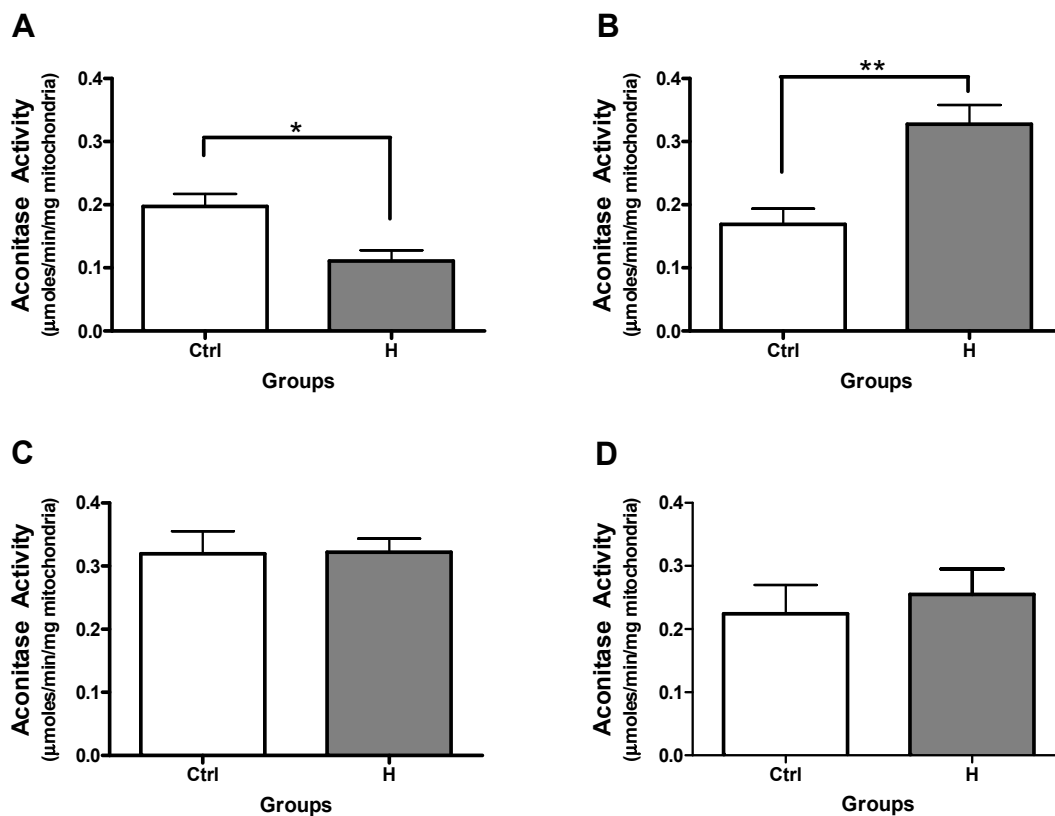 A
Aconitase Activity
(μmoles/min/mg mitochondria)
0.4
0.3
0.2
0.1
0.0
*
Ctrl
H
Groups
B
Aconitase Activity
(μmoles/min/mg mitochondria)
0.4
0.3
0.2
0.1
0.0
**
Ctrl
H
Groups
C
Aconitase Activity
(μmoles/min/mg mitochondria)
0.4
0.3
0.2
0.1
0.0
Ctrl
H
Groups
D
Aconitase Activity
(μmoles/min/mg mitochondria)
0.4
0.3
0.2
0.1
0.0
Ctrl
H
Groups